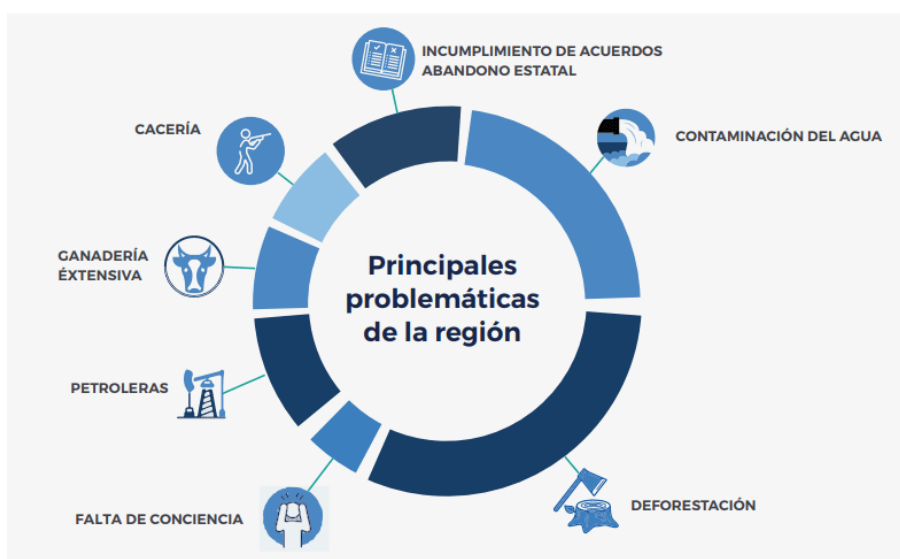 INCUMPLIMIENTO DE ACUERDOS
ABANDONO ESTATAL
CACERÍA
CONTAMINACIÓN DEL AGUA
GANADERÍA
ÉXTENSIVA
Principales
problemáticas
de la región
PETROLERAS
DEFORESTACIÓN
FALTA DE CONCIENCIA